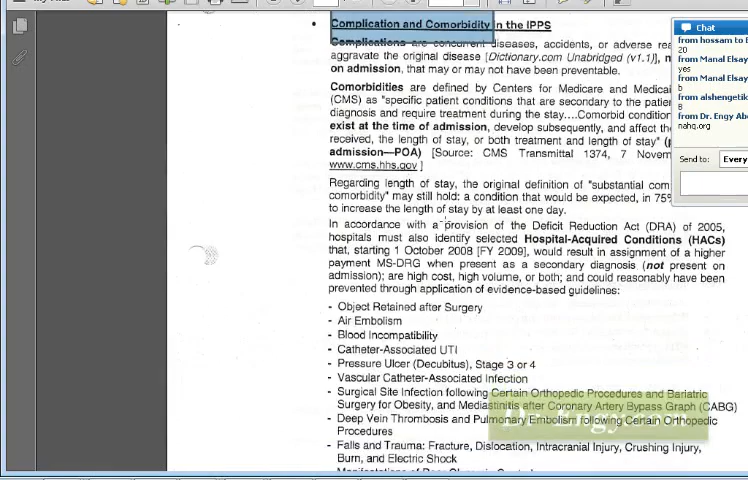 • Complication and Comorbidity in the IPPS
Complications are concurrent diseases, accidents, or adverse rea
aggravate the original disease [Dictionary.com Unabridged (v1.1)], n
on admission, that may or may not have been preventable.
Comorbidities are defined by Centers for Medicare and Medicai
(CMS) as "specific patient conditions that are secondary to the patie
diagnosis and require treatment during the stay....Comorbid condition
exist at the time of admission, develop subsequently, and affect the
received, the length of stay, or both treatment and length of stay" (
admission—POA) [Source: CMS Transmittal 1374, 7 Novem
www.cms.hhs.gov ]
Regarding length of stay, the original definition of "substantial com
comorbidity" may still hold: a condition that would be expected, in 75%
to increase the length of stay by at least one day.
In accordance with a provision of the Deficit Reduction Act (DRA) of 2005,
hospitals must also identify selected Hospital-Acquired Conditions (HACs)
that, starting 1 October 2008 [FY 2009], would result in assignment of a higher
payment MS-DRG when present as a secondary diagnosis (not present on
admission); are high cost, high volume, or both; and could reasonably have been
prevented through application of evidence-based guidelines:
- Object Retained after Surgery
- Air Embolism
- Blood Incompatibility
- Catheter-Associated UTI
- Pressure Ulcer (Decubitus), Stage 3 or 4
- Vascular Catheter-Associated Infection
- Surgical Site Infection following Certain Orthopedic Procedures and Bariatric
Surgery for Obesity, and Mediastinitis after Coronary Artery Bypass Graph (CABG)
- Deep Vein Thrombosis and Pulmonary Embolism following Certain Orthopedic
Procedures
- Falls and Trauma: Fracture, Dislocation, Intracranial Injury, Crushing Injury,
Burn, and Electric Shock
Chat
from hossam to E
20
from Manal Elsay
yes
from Manal Elsay
b
from alshengetik
B
from Dr. Engy Ab
nahq.org
Send to: Every